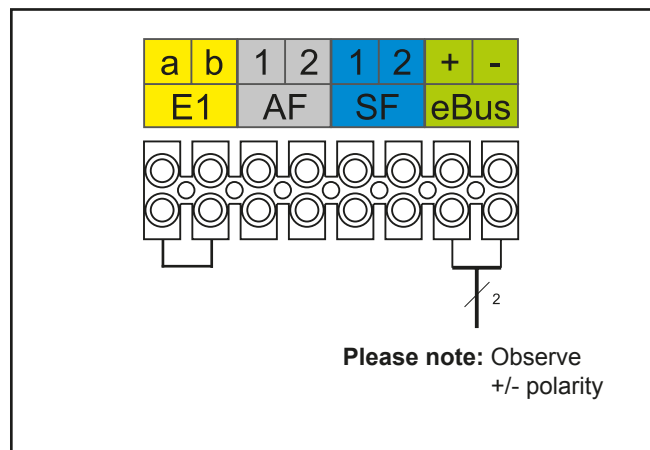 a b 1 2 1 2 + -
E1 AF SF eBus
2
Please note: Observe
+/- polarity